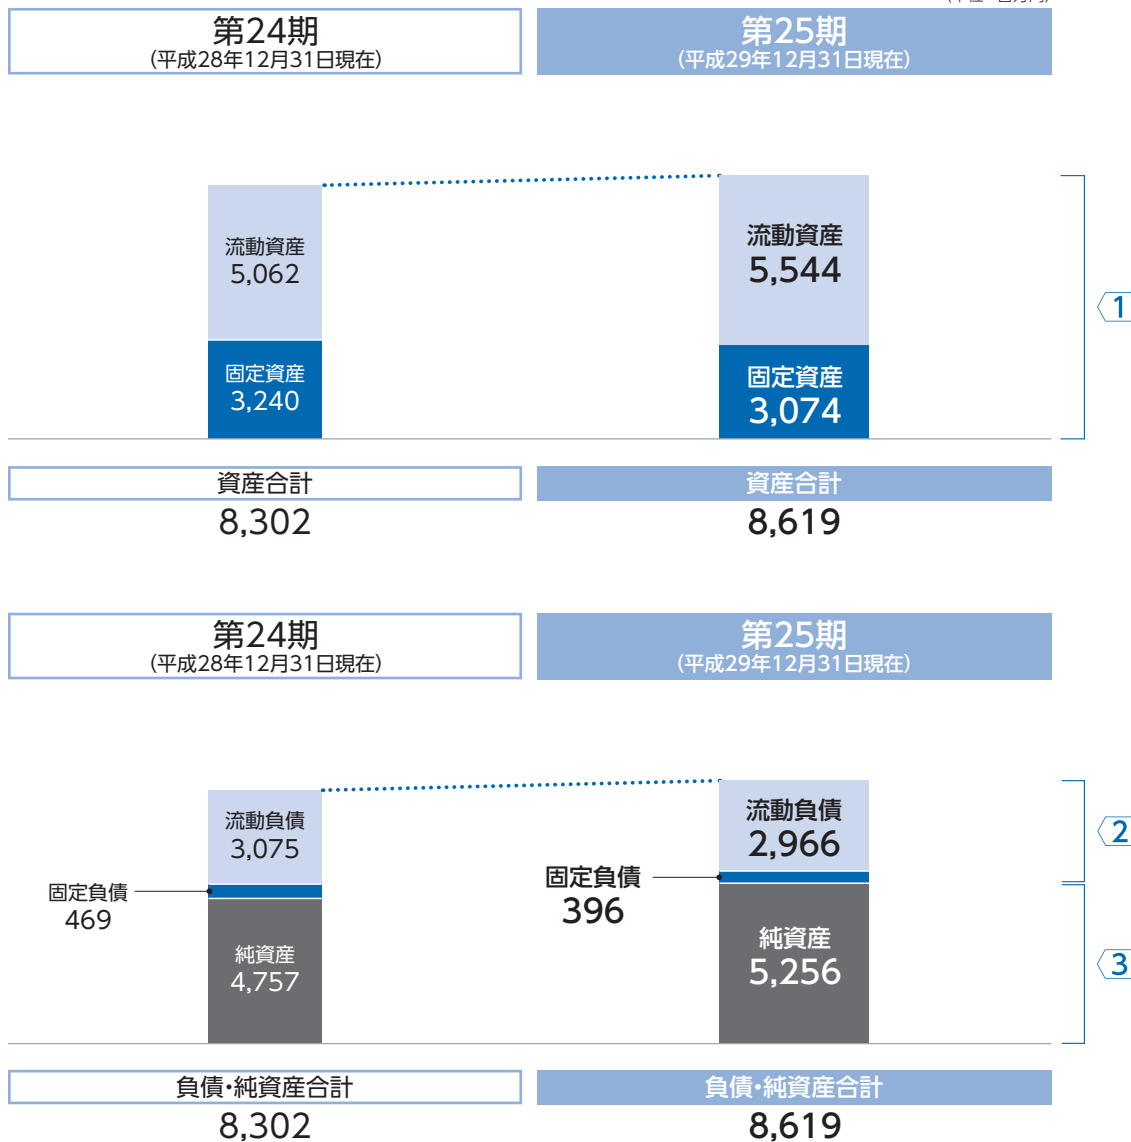 第24期
(平成28年12月31日現在)
第25期
(平成29年12月31日現在)
流動資産
5,062
固定資産
3,240
流動資産
5,544
固定資産
3,074
1
資産合計
8,302
資産合計
8,619
第24期
(平成28年12月31日現在)
第25期
(平成29年12月31日現在)
流動負債
3,075
固定負債
469
純資産
4,757
流動負債
2,966
固定負債
396
純資産
5,256
2
3
負債・純資産合計
8,302
負債・純資産合計
8,619